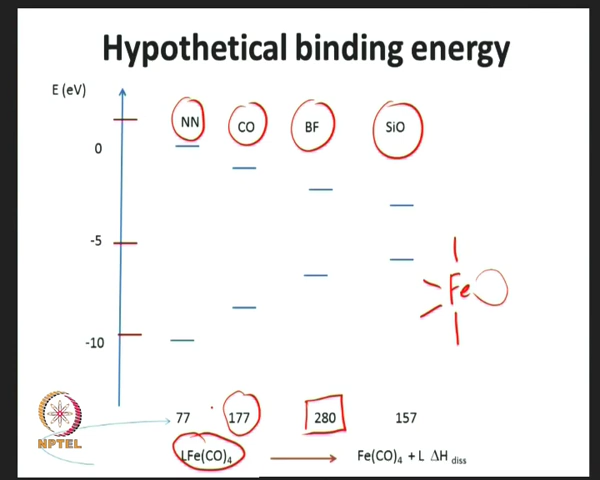 Hypothetical binding energy
E (eV)
NN CO BF SiO
0
-5
Fe
-10
77 177 280 157
NPTEL
LFe(CO)4 Fe(CO)4 + L ΔH diss